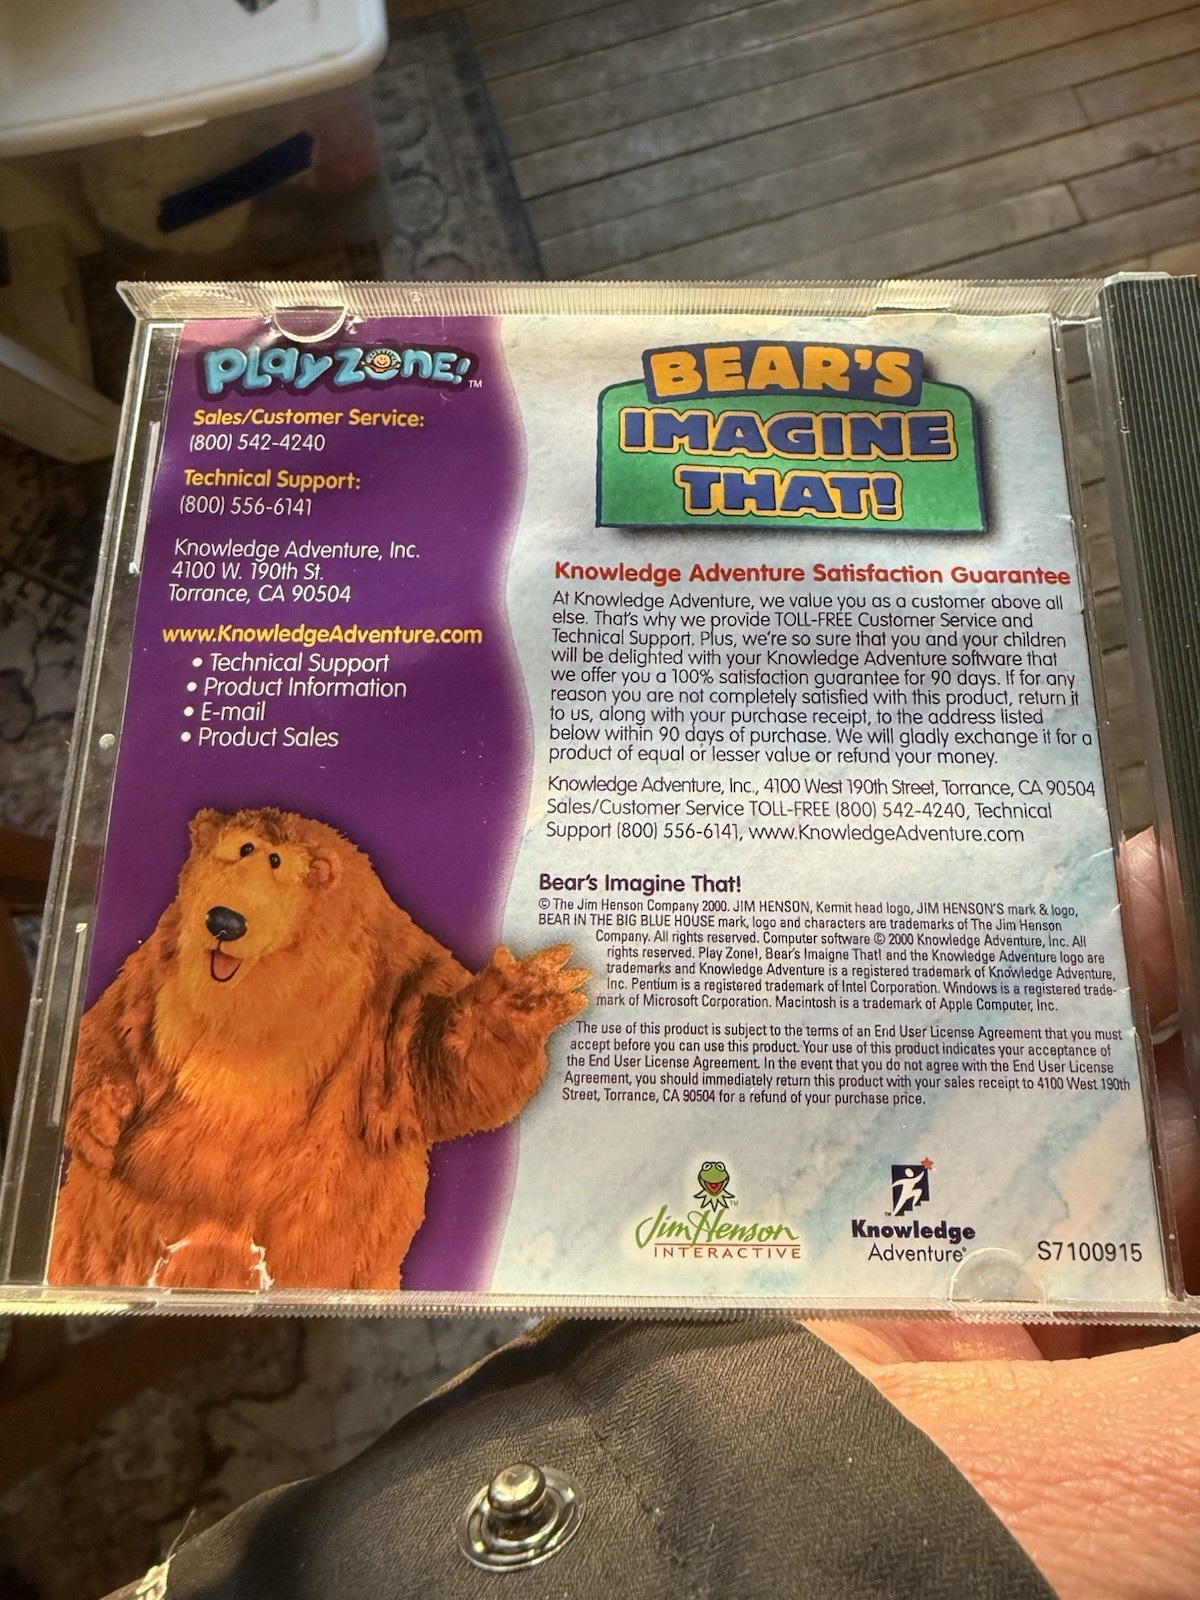 PLay ZoNE!™
Sales/Customer Service:
(800) 542-4240
Technical Support:
(800) 556-6141
Knowledge Adventure, Inc.
4100 W. 190th St.
Torrance, CA 90504
www.KnowledgeAdventure.com
• Technical Support
• Product Information
• E-mail
• Product Sales
BEAR'S
IMAGINE
THAT!
Knowledge Adventure Satisfaction Guarantee
At Knowledge Adventure, we value you as a customer above all
else. That's why we provide TOLL-FREE Customer Service and
Technical Support. Plus, we're so sure that you and your children
will be delighted with your Knowledge Adventure software that
we offer you a 100% satisfaction guarantee for 90 days. If for any
reason you are not completely satisfied with this product, return it
to us, along with your purchase receipt, to the address listed
below within 90 days of purchase. We will gladly exchange it for a
product of equal or lesser value or refund your money.
Knowledge Adventure, Inc., 4100 West 190th Street, Torrance, CA 90504
Sales/Customer Service TOLL-FREE (800) 542-4240, Technical
Support (800) 556-6141, www.KnowledgeAdventure.com
Bear's Imagine That!
© The Jim Henson Company 2000. JIM HENSON, Kermit head logo, JIM HENSON'S mark & logo,
BEAR IN THE BIG BLUE HOUSE mark, logo and characters are trademarks of The Jim Henson
Company. All rights reserved. Computer software © 2000 Knowledge Adventure, Inc. All
rights reserved. Play Zone!, Bear's Imaigne That! and the Knowledge Adventure logo are
trademarks and Knowledge Adventure is a registered trademark of Knowledge Adventure,
Inc. Pentium is a registered trademark of Intel Corporation. Windows is a registered trade-
mark of Microsoft Corporation. Macintosh is a trademark of Apple Computer, Inc.
The use of this product is subject to the terms of an End User License Agreement that you must
accept before you can use this product. Your use of this product indicates your acceptance of
the End User License Agreement. In the event that you do not agree with the End User License
Agreement, you should immediately return this product with your sales receipt to 4100 West 190th
Street, Torrance, CA 90504 for a refund of your purchase price.
Jim Henson™
INTERACTIVE
™
Knowledge
Adventure®
S7100915